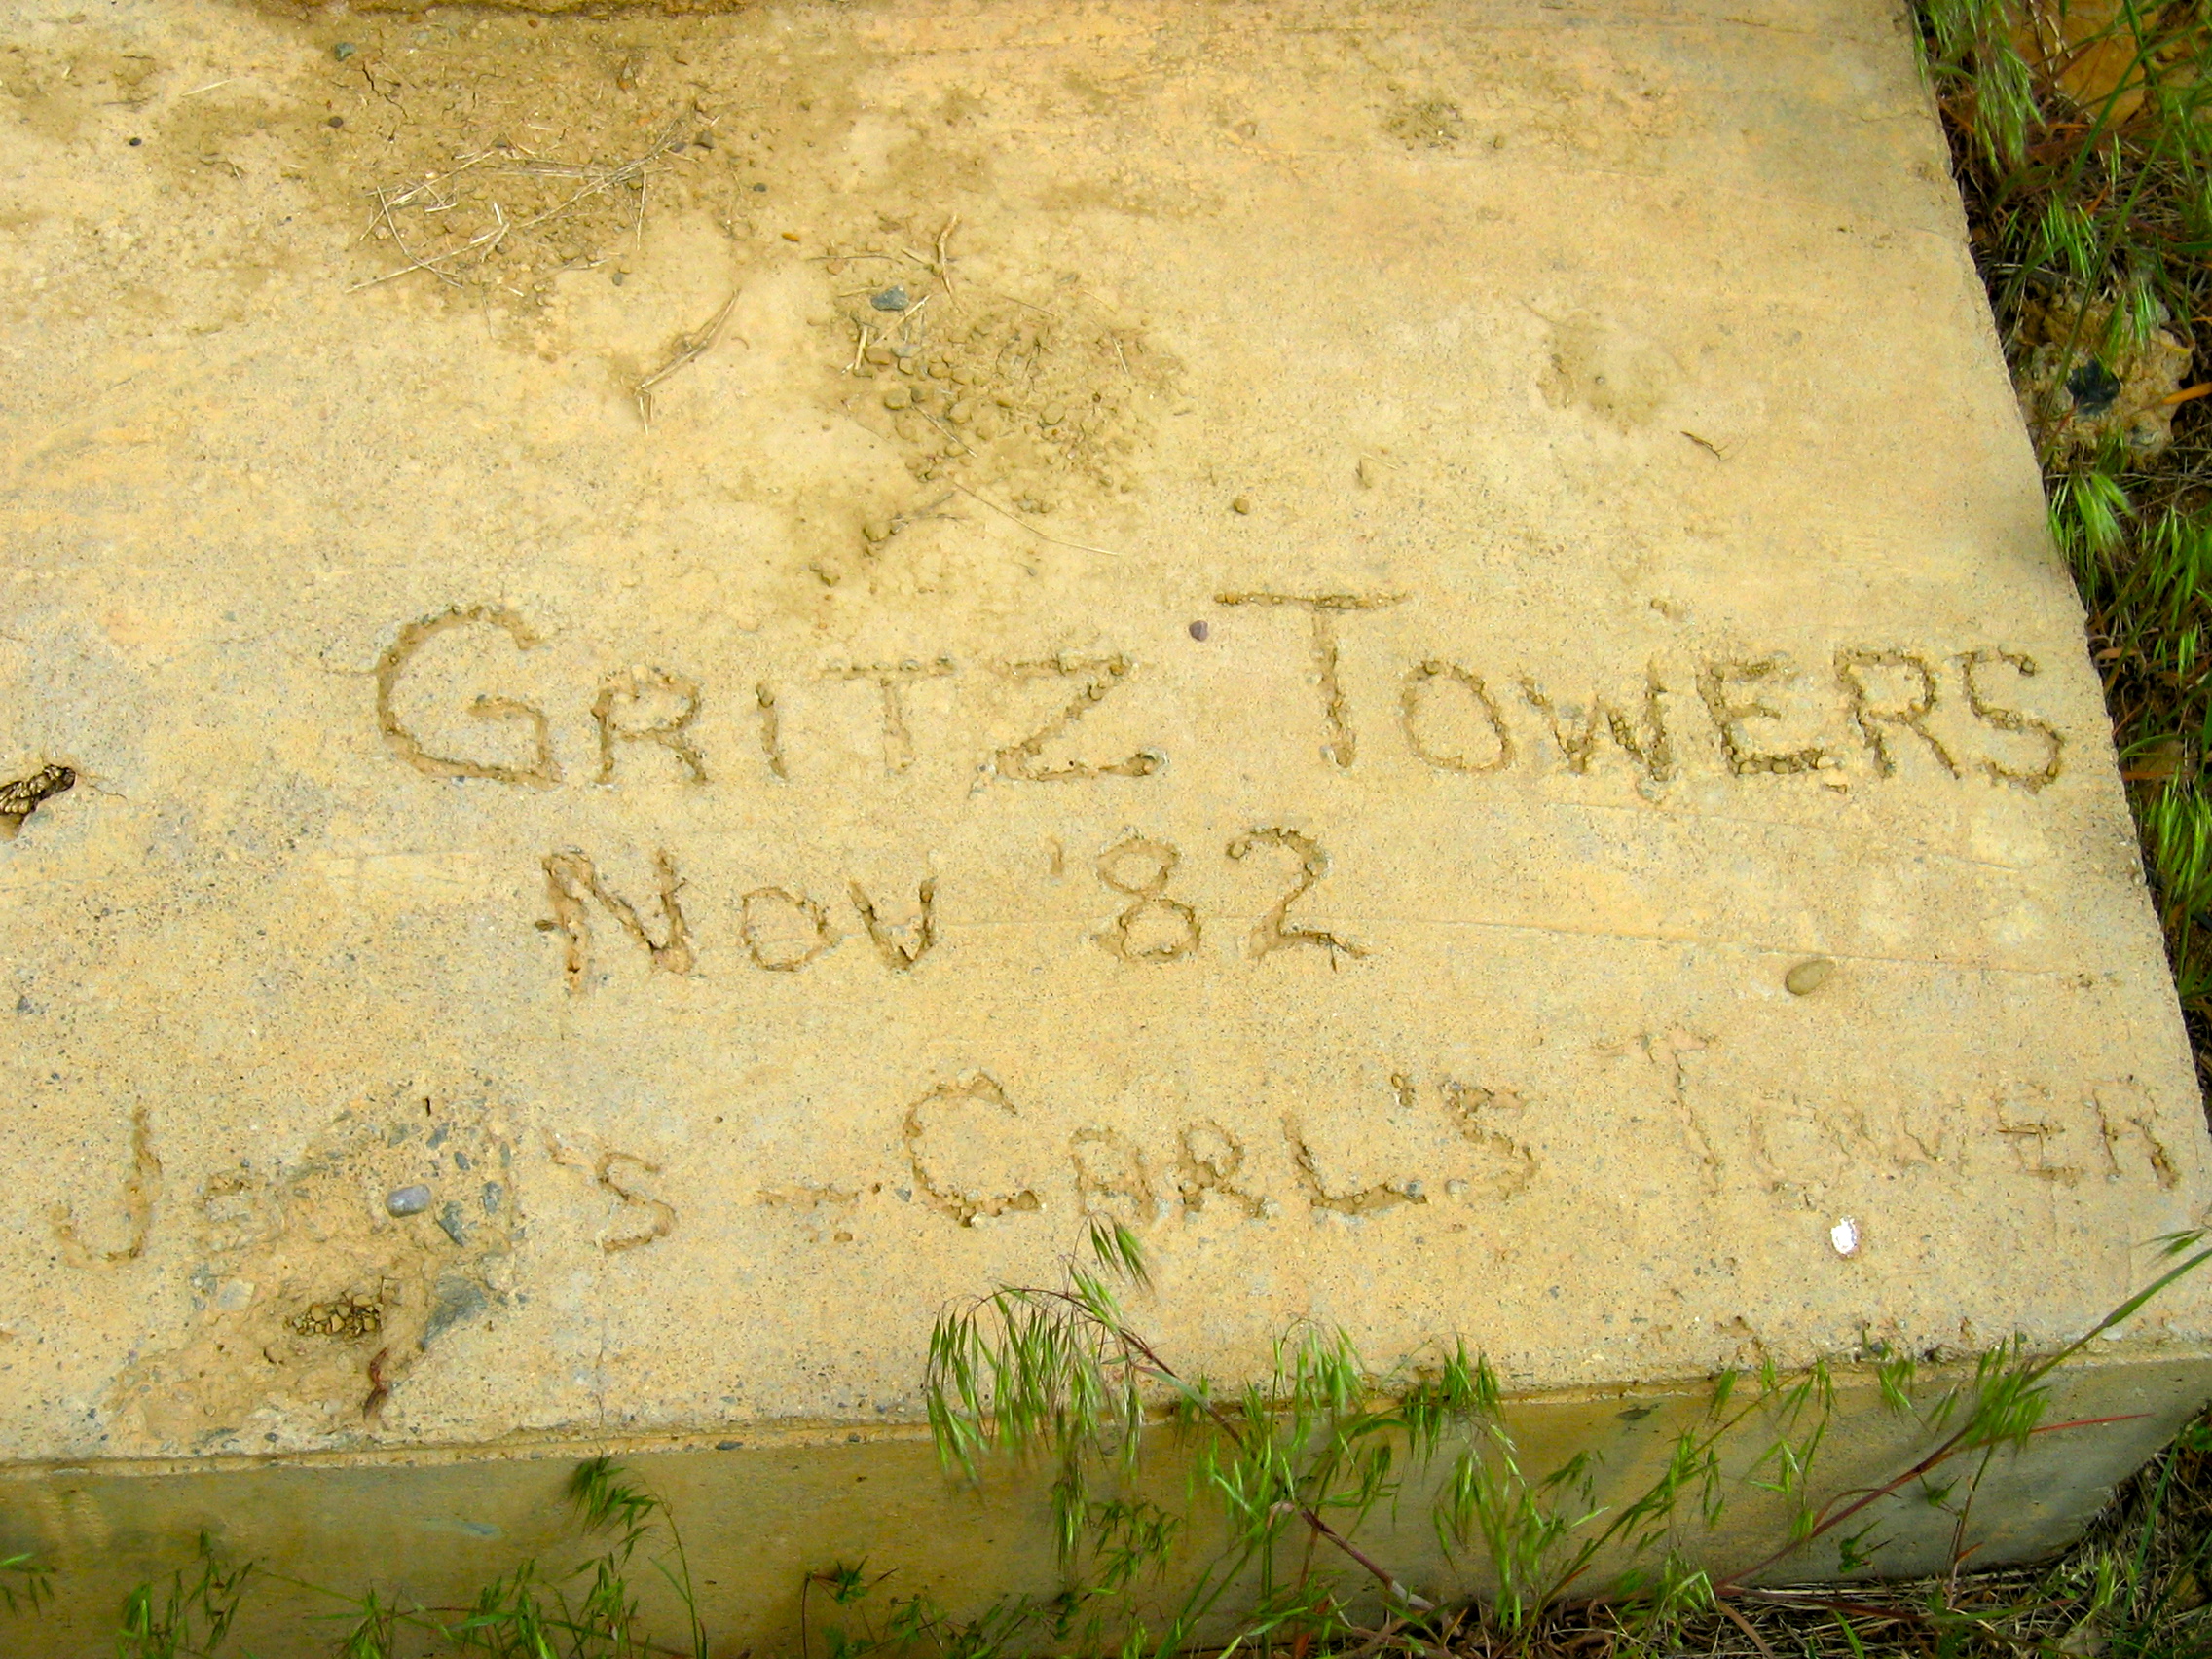 GRITZ TOWERS
NOV '82
- CARL'S TOWER